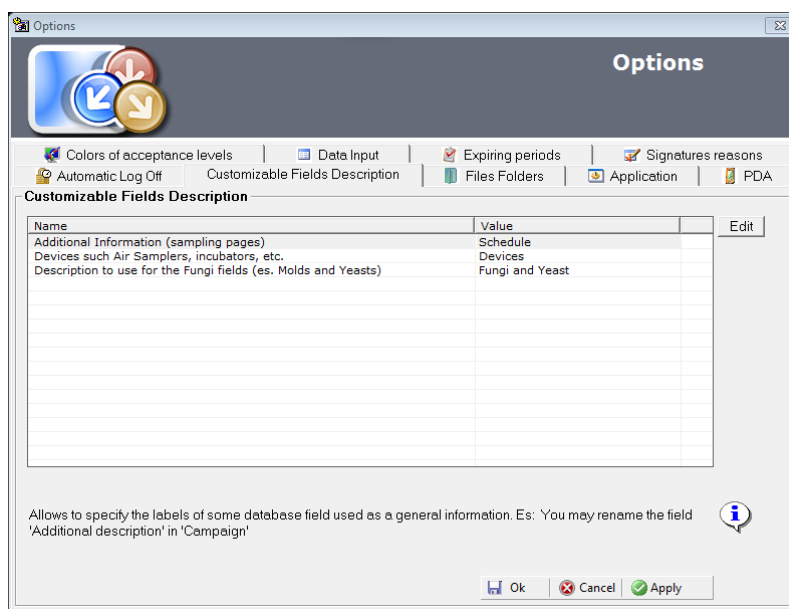 Options
Options
Colors of acceptance levels Data Input Expiring periods Signatures reasons
Automatic Log Off Customizable Fields Description Files Folders Application PDA
Customizable Fields Description
Name Value Edit
Additional Information (sampling pages) Schedule
Devices such Air Samplers, incubators, etc. Devices
Description to use for the Fungi fields (es. Molds and Yeasts) Fungi and Yeast
Allows to specify the labels of some database field used as a general information. Es: You may rename the field
'Additional description' in 'Campaign'
Ok Cancel Apply